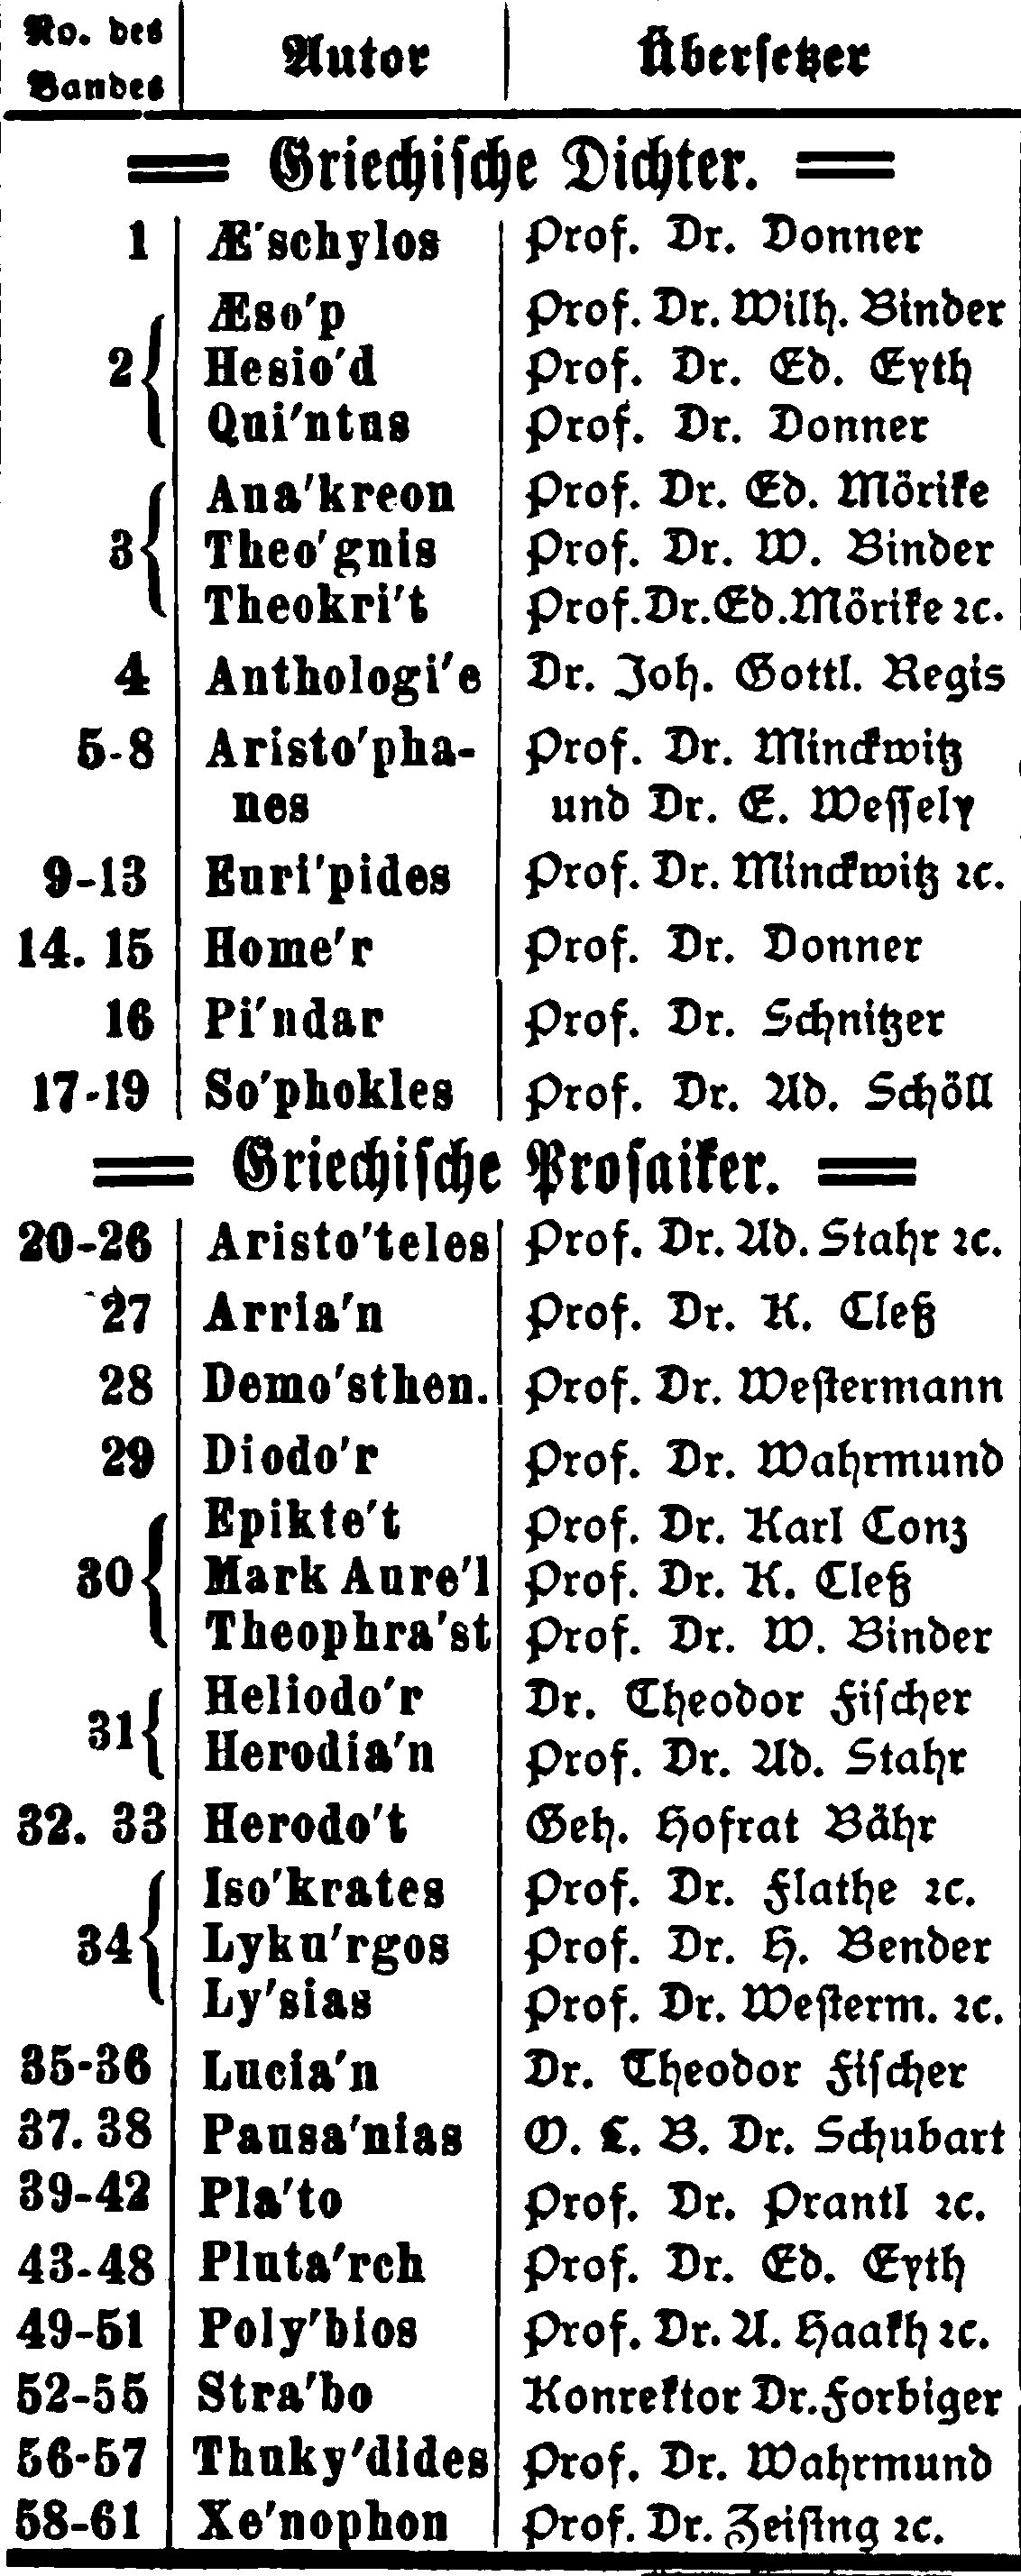 No. des Bandes | Autor | Übersetzer
Griechische Dichter.
1 Æ'schylos Prof. Dr. Donner
Æso'p Prof. Dr. Wilh. Binder
2 Hesio'd Prof. Dr. Ed. Eyth
Qui'ntus Prof. Dr. Donner
Ana'kreon Prof. Dr. Ed. Mörike
3 Theo'gnis Prof. Dr. W. Binder
Theokri't Prof. Dr. Ed. Mörike ꝛc.
4 Anthologi'e Dr. Joh. Gottl. Regis
5-8 Aristo'pha- Prof. Dr. Minckwitz
nes und Dr. E. Weſſely
9-13 Euri'pides Prof. Dr. Minckwitz ꝛc.
14. 15 Home'r Prof. Dr. Donner
16 Pi'ndar Prof. Dr. Schnitzer
17-19 So'phokles Prof. Dr. Ad. Schöll
Griechiſche Proſaiker.
20-26 Aristo'teles Prof. Dr. Ad. Stahr ꝛc.
27 Arria'n Prof. Dr. K. Cleß
28 Demo'sthen. Prof. Dr. Weſtermann
29 Diodo'r Prof. Dr. Wahrmund
Epikte't Prof. Dr. Karl Conz
30 Mark Aure'l Prof. Dr. K. Cleß
Theophra'st Prof. Dr. W. Binder
Heliodo'r Dr. Theodor Fiſcher
31 Herodia'n Prof. Dr. Ad. Stahr
32. 33 Herodo't Geh. Hofrat Bähr
Iso'krates Prof. Dr. Flathe ꝛc.
34 Lyku'rgos Prof. Dr. H. Bender
Ly'sias Prof. Dr. Weſterm. ꝛc.
35-36 Lucia'n Dr. Theodor Fiſcher
37. 38 Pausa'nias O. L. B. Dr. Schubart
39-42 Pla'to Prof. Dr. Prantl ꝛc.
43-48 Pluta'rch Prof. Dr. Ed. Eyth
49-51 Poly'bios Prof. Dr. A. Haakh ꝛc.
52-55 Stra'bo Konrektor Dr. Forbiger
56-57 Thuky'dides Prof. Dr. Wahrmund
58-61 Xe'nophon Prof. Dr. Zeiſing ꝛc.